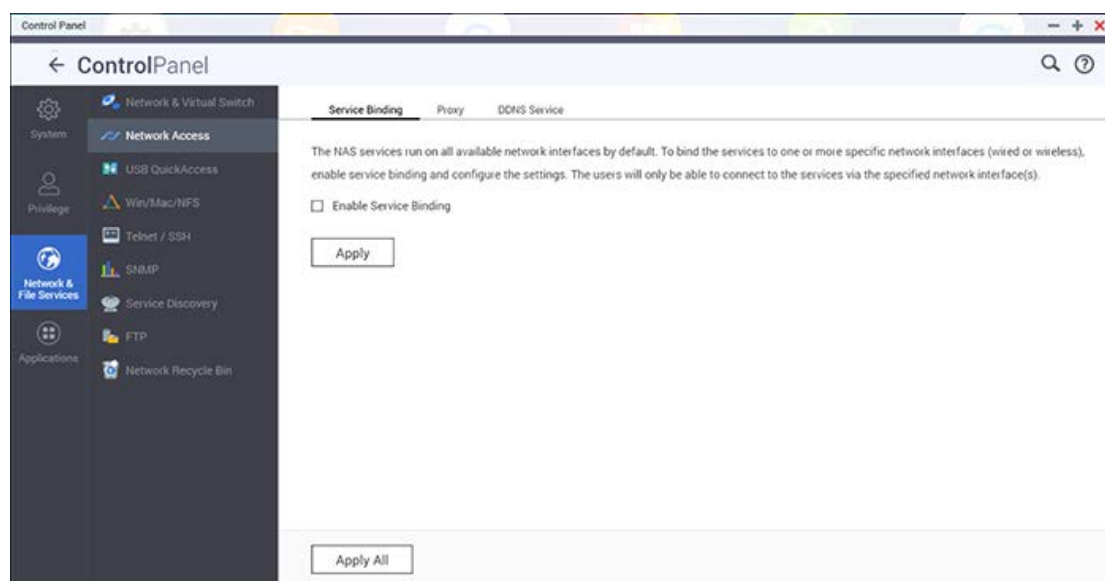 Control Panel
ControlPanel
System
Privilege
Network &
File Services
Applications
Network & Virtual Switch
Network Access
USB QuickAccess
Win/Mac/NFS
Telnet / SSH
SNMP
Service Discovery
FTP
Network Recycle Bin
Service Binding Proxy DDNS Service
The NAS services run on all available network interfaces by default. To bind the services to one or more specific network interfaces (wired or wireless),
enable service binding and configure the settings. The users will only be able to connect to the services via the specified network interface(s).
Enable Service Binding
Apply
Apply All